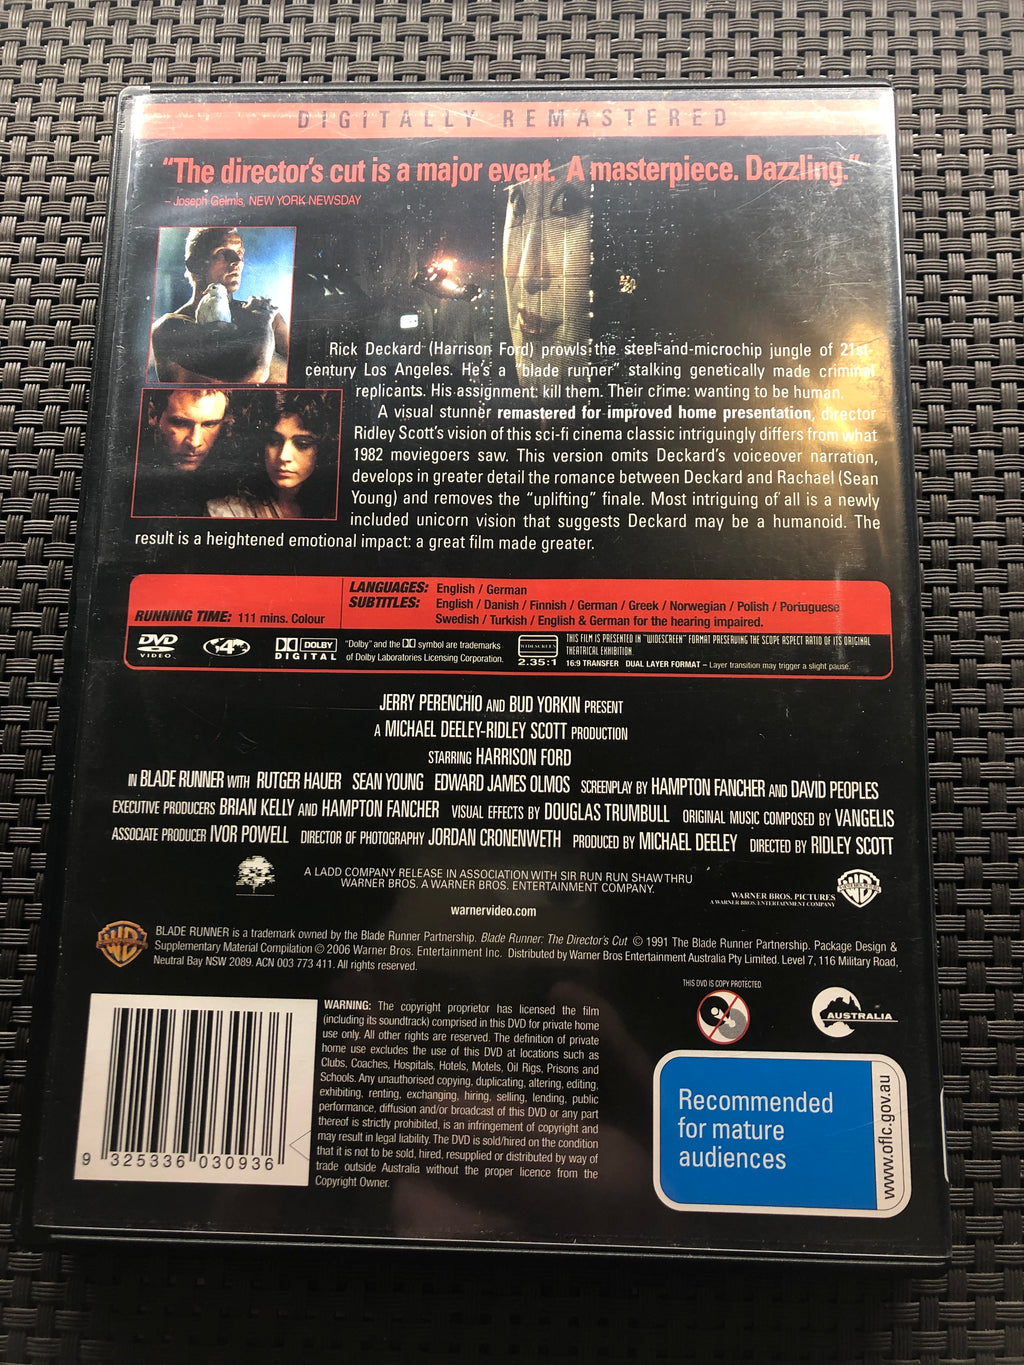 DIGITALLY REMASTERED
“The director's cut is a major event. A masterpiece. Dazzling.”
– Joseph Gelmis, NEW YORK NEWSDAY
Rick Deckard (Harrison Ford) prowls the steel-and-microchip jungle of 21st-
century Los Angeles. He's a “blade runner” stalking genetically made criminal
replicants. His assignment: kill them. Their crime: wanting to be human.
A visual stunner remastered for improved home presentation, director
Ridley Scott's vision of this sci-fi cinema classic intriguingly differs from what
1982 moviegoers saw. This version omits Deckard's voiceover narration,
develops in greater detail the romance between Deckard and Rachael (Sean
Young) and removes the “uplifting” finale. Most intriguing of all is a newly
included unicorn vision that suggests Deckard may be a humanoid. The
result is a heightened emotional impact: a great film made greater.
RUNNING TIME: 111 mins. Colour
LANGUAGES: English / German
SUBTITLES: English / Danish / Finnish / German / Greek / Norwegian / Polish / Portuguese
Swedish / Turkish / English & German for the hearing impaired.
DVD VIDEO
4
DOLBY DIGITAL
“Dolby” and the DD symbol are trademarks
of Dolby Laboratories Licensing Corporation.
WIDESCREEN
2.35:1
THIS FILM IS PRESENTED IN “WIDESCREEN” FORMAT PRESERVING THE SCOPE ASPECT RATIO OF ITS ORIGINAL
THEATRICAL EXHIBITION.
16:9 TRANSFER DUAL LAYER FORMAT – Layer transition may trigger a slight pause.
JERRY PERENCHIO AND BUD YORKIN PRESENT
A MICHAEL DEELEY-RIDLEY SCOTT PRODUCTION
STARRING HARRISON FORD
IN BLADE RUNNER WITH RUTGER HAUER SEAN YOUNG EDWARD JAMES OLMOS SCREENPLAY BY HAMPTON FANCHER AND DAVID PEOPLES
EXECUTIVE PRODUCERS BRIAN KELLY AND HAMPTON FANCHER VISUAL EFFECTS BY DOUGLAS TRUMBULL ORIGINAL MUSIC COMPOSED BY VANGELIS
ASSOCIATE PRODUCER IVOR POWELL DIRECTOR OF PHOTOGRAPHY JORDAN CRONENWETH PRODUCED BY MICHAEL DEELEY DIRECTED BY RIDLEY SCOTT
A LADD COMPANY RELEASE IN ASSOCIATION WITH SIR RUN RUN SHAW THRU
WARNER BROS. A WARNER BROS. ENTERTAINMENT COMPANY.
WARNER BROS. PICTURES
A WARNER BROS. ENTERTAINMENT COMPANY
warnervideo.com
BLADE RUNNER is a trademark owned by the Blade Runner Partnership. Blade Runner: The Director's Cut © 1991 The Blade Runner Partnership. Package Design &
Supplementary Material Compilation © 2006 Warner Bros. Entertainment Inc. Distributed by Warner Bros Entertainment Australia Pty Limited. Level 7, 116 Military Road,
Neutral Bay NSW 2089. ACN 003 773 411. All rights reserved.
THIS DVD IS COPY PROTECTED.
AUSTRALIA
WARNING: The copyright proprietor has licensed the film
(including its soundtrack) comprised in this DVD for private home
use only. All other rights are reserved. The definition of private
home use excludes the use of this DVD at locations such as
Clubs, Coaches, Hospitals, Hotels, Motels, Oil Rigs, Prisons and
Schools. Any unauthorised copying, duplicating, altering, editing,
exhibiting, renting, exchanging, hiring, selling, lending, public
performance, diffusion and/or broadcast of this DVD or any part
thereof is strictly prohibited, is an infringement of copyright and
may result in legal liability. The DVD is sold/hired on the condition
that it is not to be sold, hired, resupplied or distributed by way of
trade outside Australia without the proper licence from the
Copyright Owner.
9 325336 030936
Recommended
for mature
audiences
www.oflc.gov.au